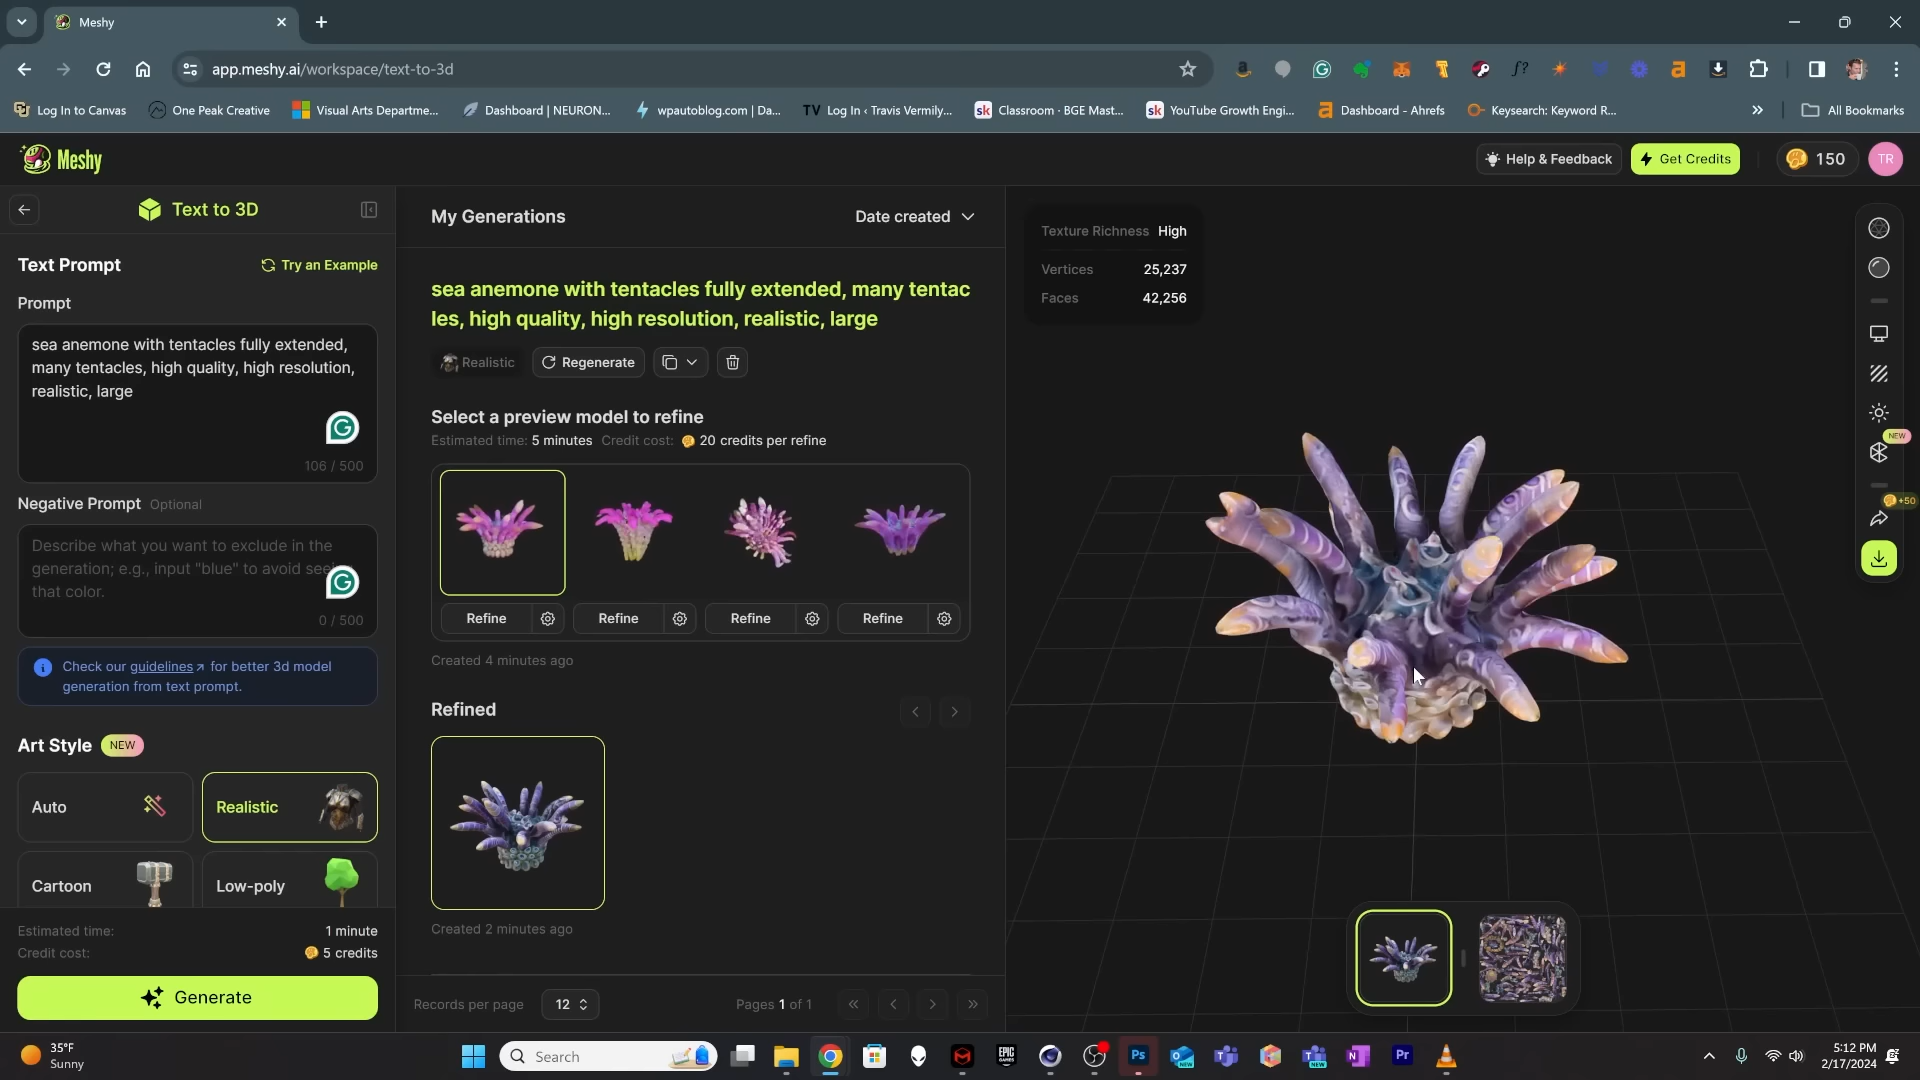 Meshy
app.meshy.ai/workspace/text-to-3d
Log In to Canvas
One Peak Creative
Visual Arts Departme...
Dashboard | NEURON...
wpautoblog.com | Da...
TV Log In ‹ Travis Vermily...
sk Classroom · BGE Mast...
sk YouTube Growth Engi...
Dashboard - Ahrefs
Keysearch: Keyword R...
»
All Bookmarks
Meshy
Help & Feedback
Get Credits
150
TR
Text to 3D
Text Prompt
Try an Example
Prompt
sea anemone with tentacles fully extended,
many tentacles, high quality, high resolution,
realistic, large
106 / 500
Negative Prompt Optional
Describe what you want to exclude in the
generation; e.g., input "blue" to avoid see
that color.
0 / 500
Check our guidelines↗ for better 3d model
generation from text prompt.
Art Style NEW
Auto
Realistic
Cartoon
Low-poly
Estimated time: 1 minute
Credit cost: 5 credits
Generate
My Generations
Date created
sea anemone with tentacles fully extended, many tentac
les, high quality, high resolution, realistic, large
Realistic
Regenerate
Select a preview model to refine
Estimated time: 5 minutes Credit cost: 20 credits per refine
Refine
Refine
Refine
Refine
Created 4 minutes ago
Refined
Created 2 minutes ago
Records per page 12
Pages 1 of 1
Texture Richness High
Vertices 25,237
Faces 42,256
NEW
+50
35°F
Sunny
Search
EPIC
GAMES
Ps
NEW
NEW
N
Pr
5:12 PM
2/17/2024